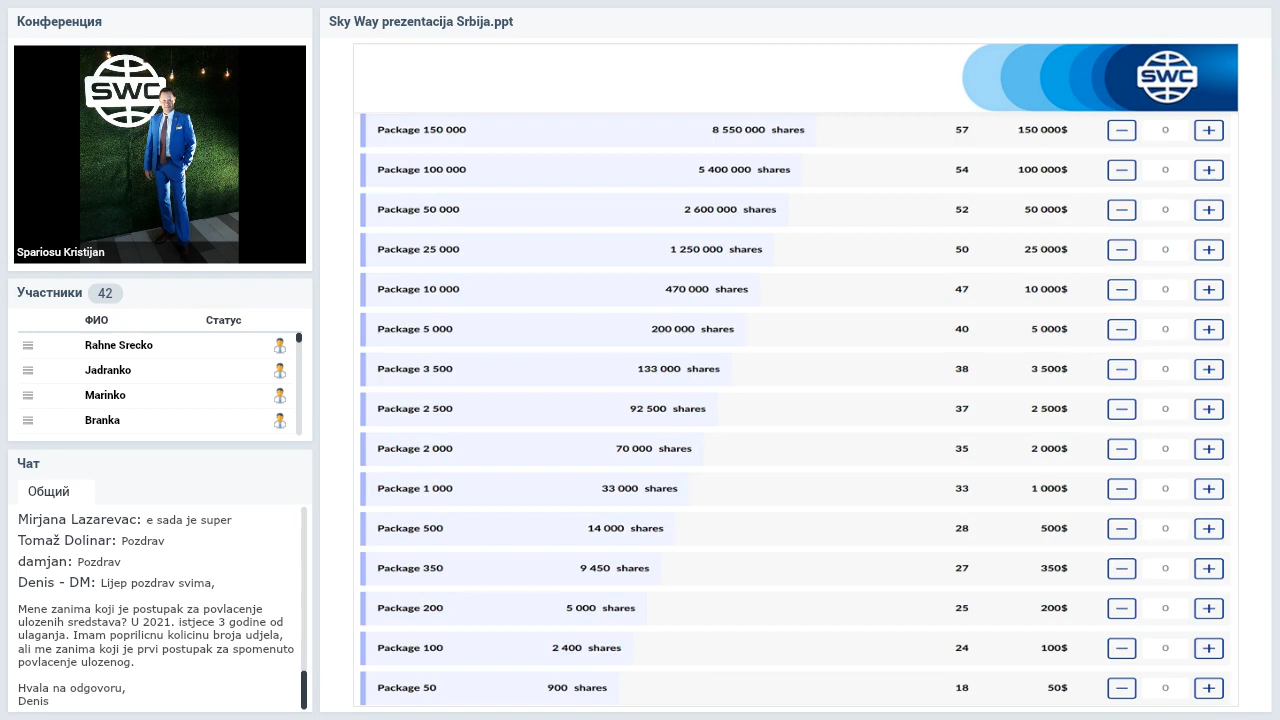 Конференция
SWC
Spariosu Kristijan
Участники 42
ФИО Статус
Rahne Srecko
Jadranko
Marinko
Branka
Чат
Общий
Mirjana Lazarevac: e sada je super
Tomaž Dolinar: Pozdrav
damjan: Pozdrav
Denis - DM: Lijep pozdrav svima,
Mene zanima koji je postupak za povlacenje
ulozenih sredstava? U 2021. istjece 3 godine od
ulaganja. Imam poprilicnu kolicinu broja udjela,
ali me zanima koji je prvi postupak za spomenuto
povlacenje ulozenog.
Hvala na odgovoru,
Denis
Sky Way prezentacija Srbija.ppt
SWC
Package 150 000 8 550 000 shares 57 150 000$ — 0 +
Package 100 000 5 400 000 shares 54 100 000$ — 0 +
Package 50 000 2 600 000 shares 52 50 000$ — 0 +
Package 25 000 1 250 000 shares 50 25 000$ — 0 +
Package 10 000 470 000 shares 47 10 000$ — 0 +
Package 5 000 200 000 shares 40 5 000$ — 0 +
Package 3 500 133 000 shares 38 3 500$ — 0 +
Package 2 500 92 500 shares 37 2 500$ — 0 +
Package 2 000 70 000 shares 35 2 000$ — 0 +
Package 1 000 33 000 shares 33 1 000$ — 0 +
Package 500 14 000 shares 28 500$ — 0 +
Package 350 9 450 shares 27 350$ — 0 +
Package 200 5 000 shares 25 200$ — 0 +
Package 100 2 400 shares 24 100$ — 0 +
Package 50 900 shares 18 50$ — 0 +